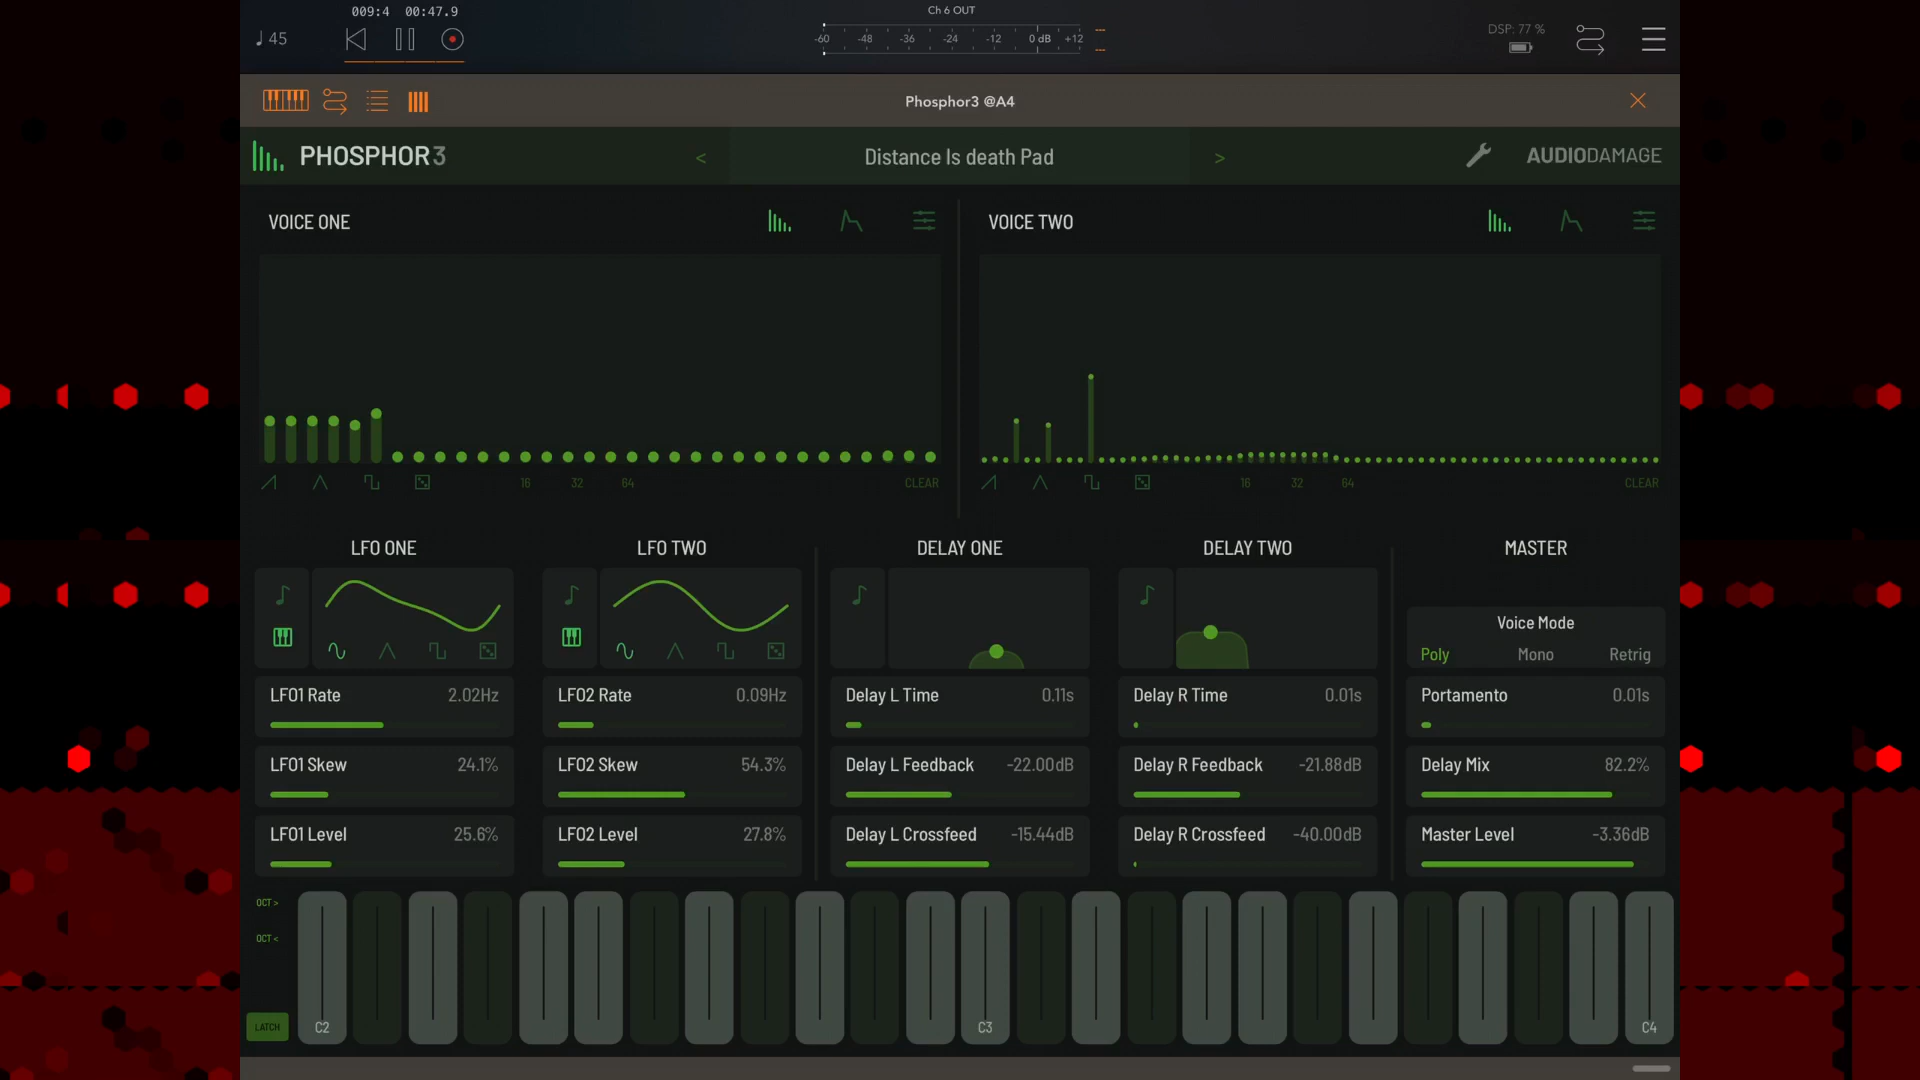 009:4 00:47.9
Ch 6 OUT
45
-60 -48 -36 -24 -12 0 dB +12
DSP: 77 %
Phosphor3 @A4
PHOSPHOR3
< Distance Is death Pad >
AUDIODAMAGE
VOICE ONE
VOICE TWO
16 32 64 CLEAR
16 32 64 CLEAR
LFO ONE
LFO TWO
DELAY ONE
DELAY TWO
MASTER
Voice Mode
Poly Mono Retrig
LFO1 Rate 2.02Hz
LFO2 Rate 0.09Hz
Delay L Time 0.11s
Delay R Time 0.01s
Portamento 0.01s
LFO1 Skew 24.1%
LFO2 Skew 54.3%
Delay L Feedback -22.00dB
Delay R Feedback -21.88dB
Delay Mix 82.2%
LFO1 Level 25.6%
LFO2 Level 27.8%
Delay L Crossfeed -15.44dB
Delay R Crossfeed -40.00dB
Master Level -3.36dB
OCT >
OCT <
LATCH
C2 C3 C4